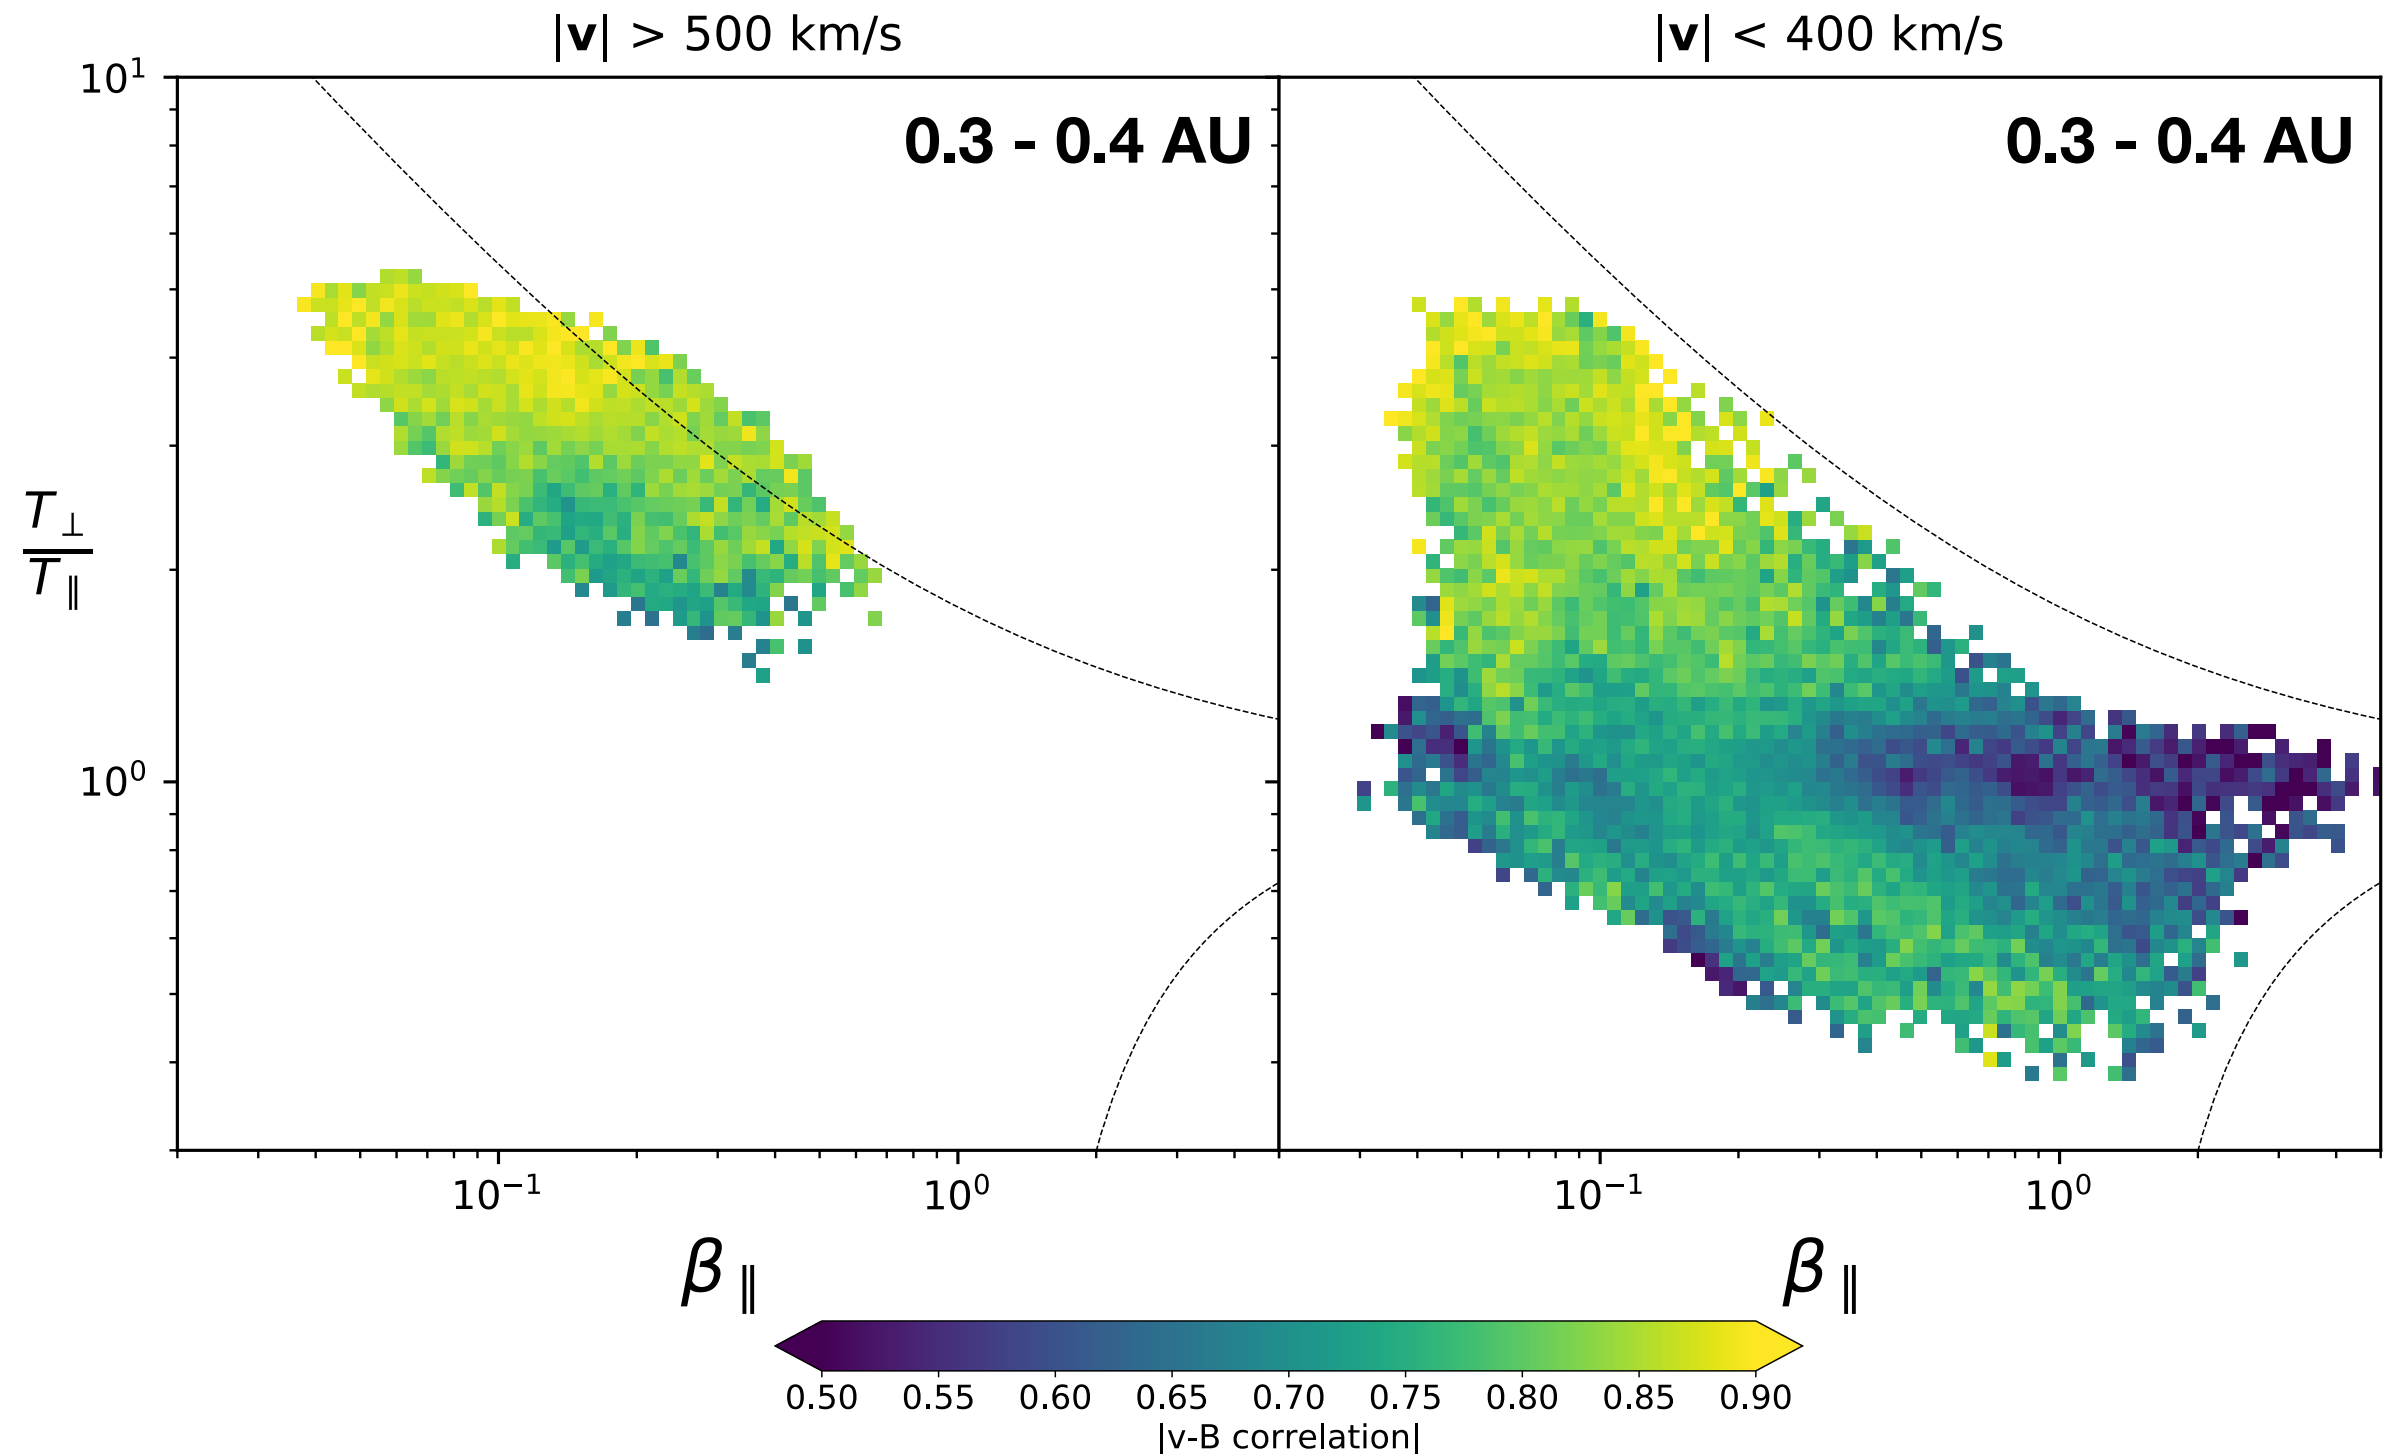 |v| > 500 km/s
|v| < 400 km/s
10¹
0.3 - 0.4 AU
0.3 - 0.4 AU
T⊥
T∥
10⁰
10⁻¹
10⁰
10⁻¹
10⁰
β∥
β∥
0.50 0.55 0.60 0.65 0.70 0.75 0.80 0.85 0.90
|v-B correlation|